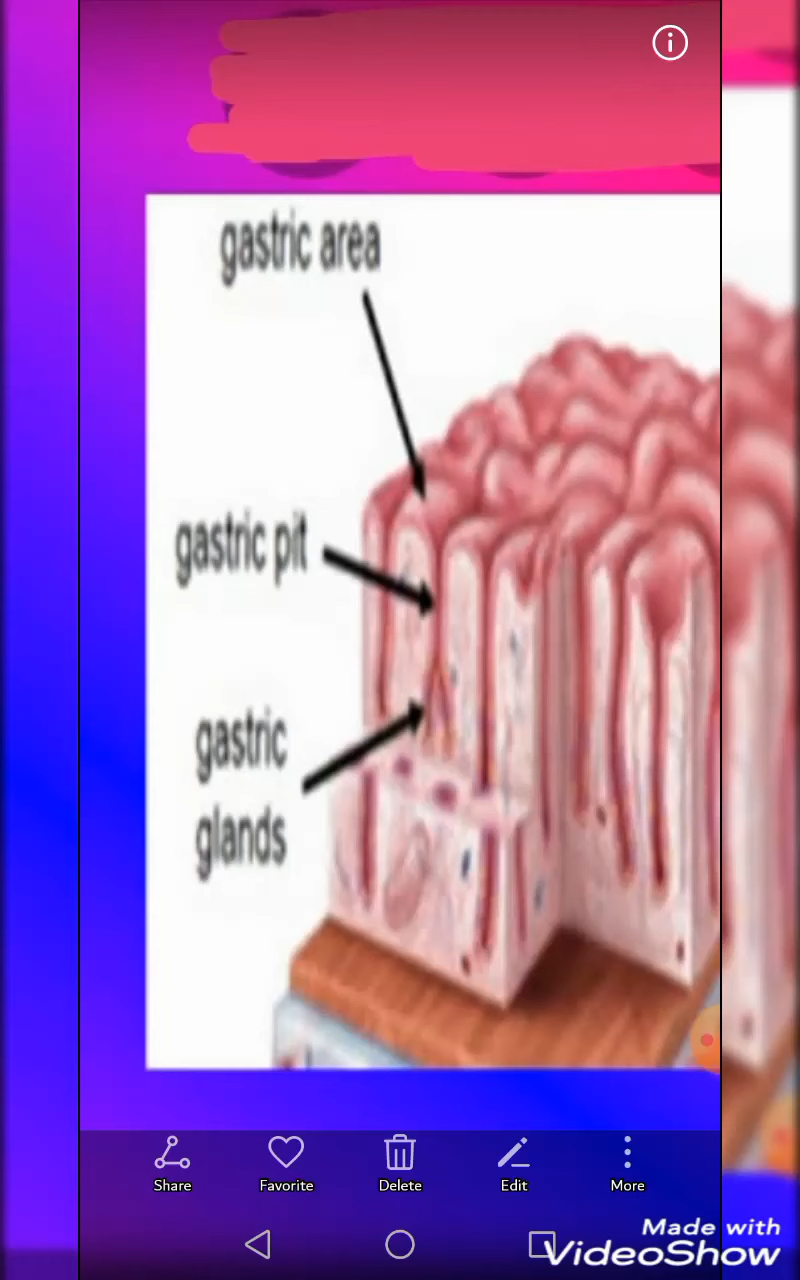 gastric area
gastric pit
gastric
glands
Share Favorite Delete Edit More
Made with
VideoShow